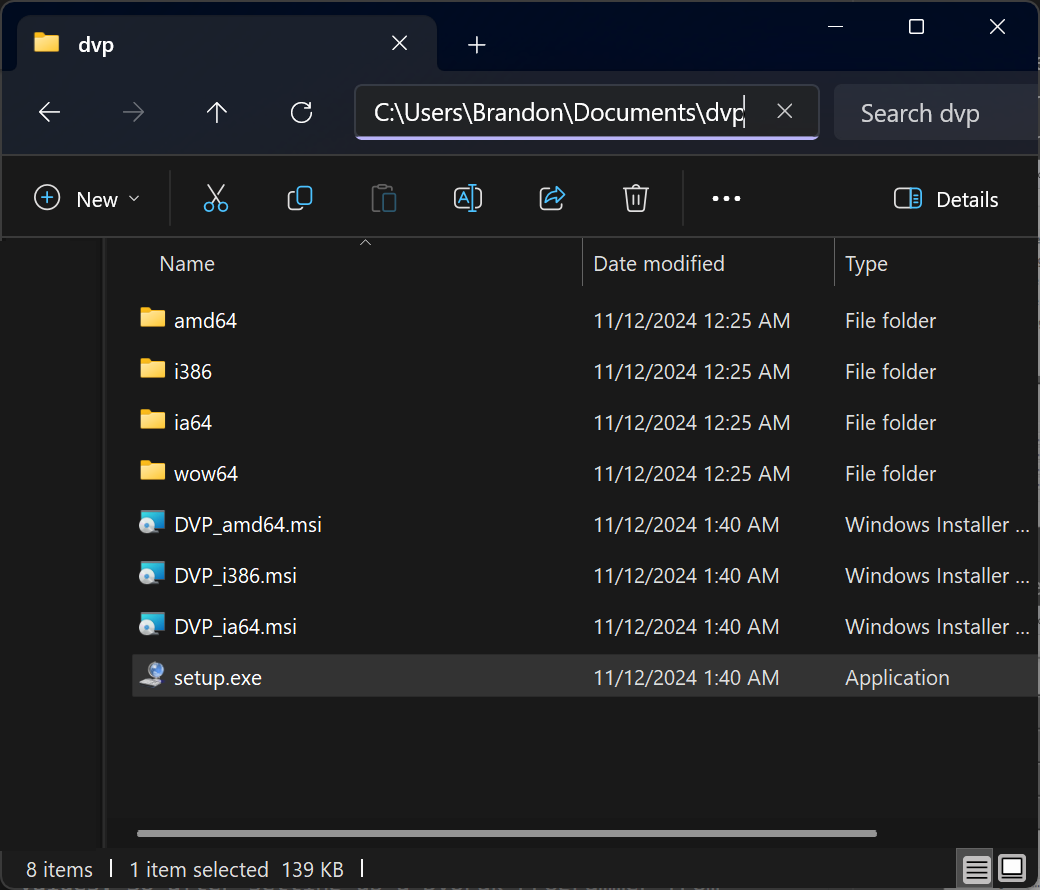 dvp
C:\Users\Brandon\Documents\dvp
Search dvp
New
Details
Name Date modified Type
amd64 11/12/2024 12:25 AM File folder
i386 11/12/2024 12:25 AM File folder
ia64 11/12/2024 12:25 AM File folder
wow64 11/12/2024 12:25 AM File folder
DVP_amd64.msi 11/12/2024 1:40 AM Windows Installer ...
DVP_i386.msi 11/12/2024 1:40 AM Windows Installer ...
DVP_ia64.msi 11/12/2024 1:40 AM Windows Installer ...
setup.exe 11/12/2024 1:40 AM Application
8 items 1 item selected 139 KB